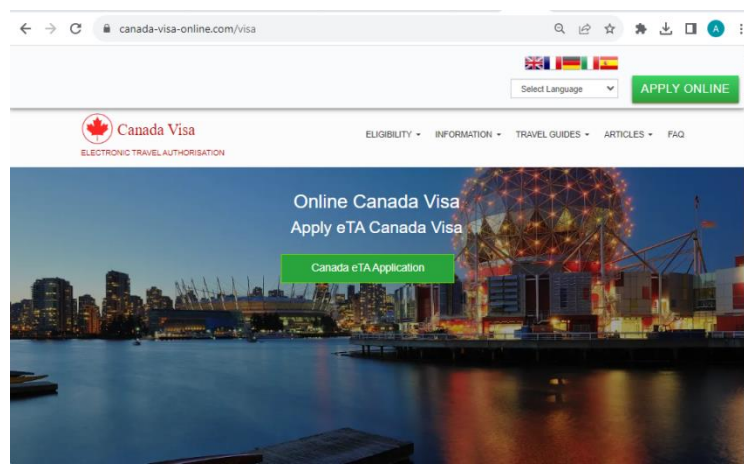 canada-visa-online.com/visa
A
Select Language
APPLY ONLINE
Canada Visa
ELECTRONIC TRAVEL AUTHORISATION
ELIGIBILITY INFORMATION TRAVEL GUIDES ARTICLES FAQ
Online Canada Visa
Apply eTA Canada Visa
Canada eTA Application